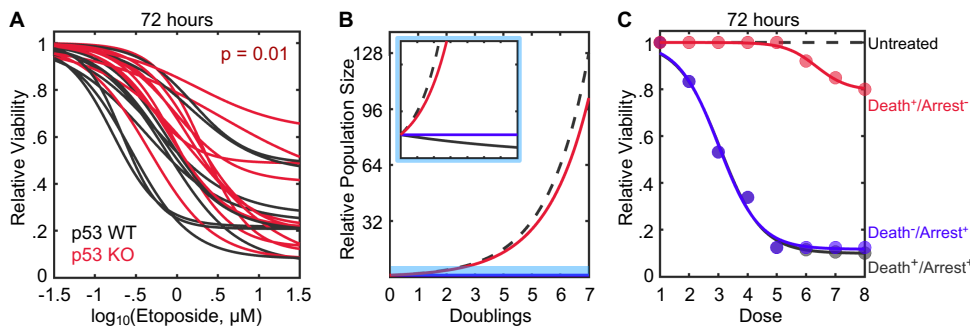 A
72 hours
p = 0.01
Relative Viability
1
.8
.6
.4
.2
0
p53 WT
p53 KO
-1.5 -1 -.5 0 .5 1 1.5
log10(Etoposide, μM)
B
Relative Population Size
128
96
64
32
0 1 2 3 4 5 6 7
Doublings
C
72 hours
Relative Viability
1
.8
.6
.4
.2
0
Untreated
Death+/Arrest-
Death-/Arrest+
Death+/Arrest+
1 2 3 4 5 6 7 8
Dose